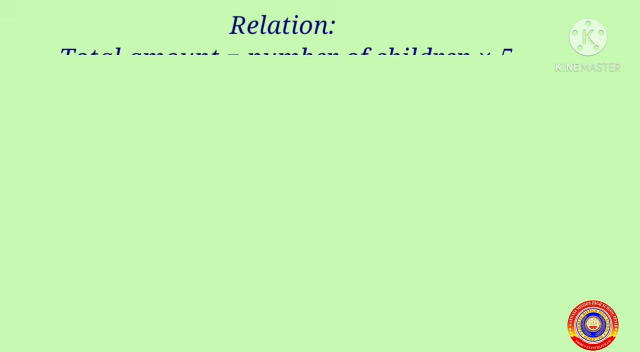 Relation:
Total amount = number of children × 5
KINEMASTER